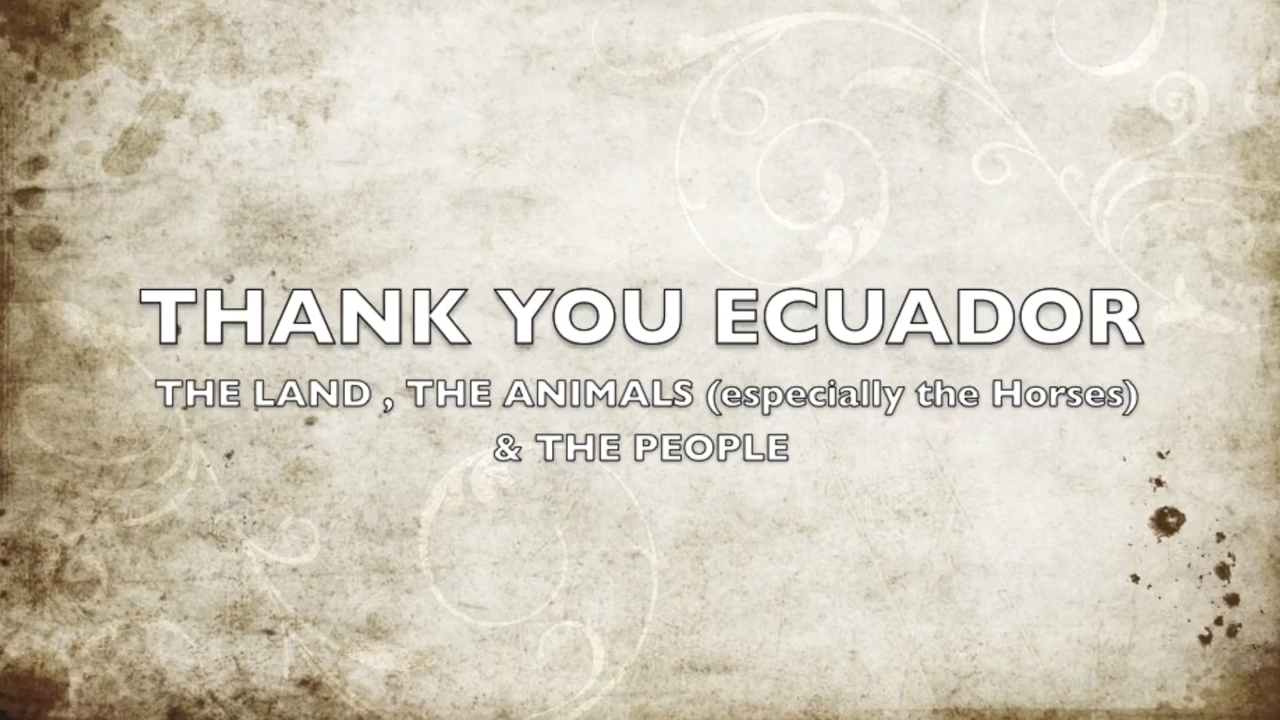 THANK YOU ECUADOR
THE LAND , THE ANIMALS (especially the Horses)
& THE PEOPLE